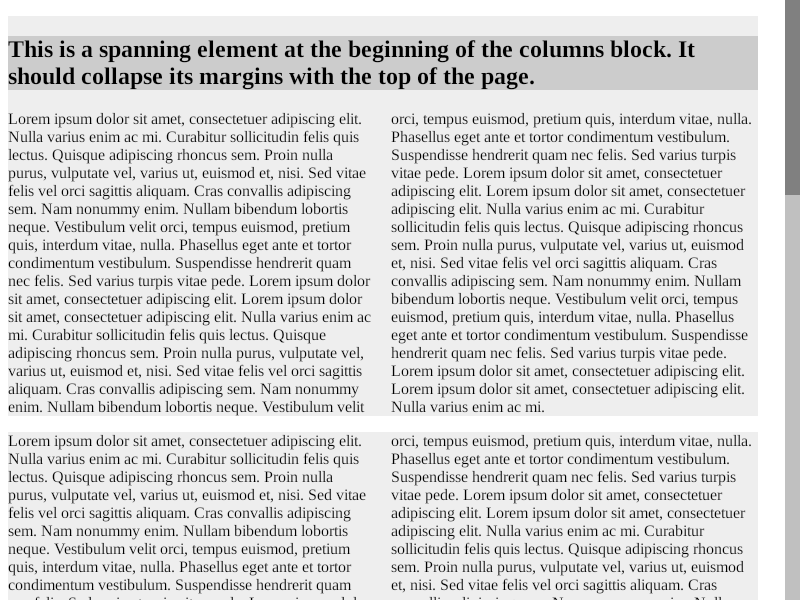 This is a spanning element at the beginning of the columns block. It
should collapse its margins with the top of the page.
Lorem ipsum dolor sit amet, consectetuer adipiscing elit.
Nulla varius enim ac mi. Curabitur sollicitudin felis quis
lectus. Quisque adipiscing rhoncus sem. Proin nulla
purus, vulputate vel, varius ut, euismod et, nisi. Sed vitae
felis vel orci sagittis aliquam. Cras convallis adipiscing
sem. Nam nonummy enim. Nullam bibendum lobortis
neque. Vestibulum velit orci, tempus euismod, pretium
quis, interdum vitae, nulla. Phasellus eget ante et tortor
condimentum vestibulum. Suspendisse hendrerit quam
nec felis. Sed varius turpis vitae pede. Lorem ipsum dolor
sit amet, consectetuer adipiscing elit. Lorem ipsum dolor
sit amet, consectetuer adipiscing elit. Nulla varius enim ac
mi. Curabitur sollicitudin felis quis lectus. Quisque
adipiscing rhoncus sem. Proin nulla purus, vulputate vel,
varius ut, euismod et, nisi. Sed vitae felis vel orci sagittis
aliquam. Cras convallis adipiscing sem. Nam nonummy
enim. Nullam bibendum lobortis neque. Vestibulum velit
orci, tempus euismod, pretium quis, interdum vitae, nulla.
Phasellus eget ante et tortor condimentum vestibulum.
Suspendisse hendrerit quam nec felis. Sed varius turpis
vitae pede. Lorem ipsum dolor sit amet, consectetuer
adipiscing elit. Lorem ipsum dolor sit amet, consectetuer
adipiscing elit. Nulla varius enim ac mi. Curabitur
sollicitudin felis quis lectus. Quisque adipiscing rhoncus
sem. Proin nulla purus, vulputate vel, varius ut, euismod
et, nisi. Sed vitae felis vel orci sagittis aliquam. Cras
convallis adipiscing sem. Nam nonummy enim. Nullam
bibendum lobortis neque. Vestibulum velit orci, tempus
euismod, pretium quis, interdum vitae, nulla. Phasellus
eget ante et tortor condimentum vestibulum. Suspendisse
hendrerit quam nec felis. Sed varius turpis vitae pede.
Lorem ipsum dolor sit amet, consectetuer adipiscing elit.
Lorem ipsum dolor sit amet, consectetuer adipiscing elit.
Nulla varius enim ac mi.
Lorem ipsum dolor sit amet, consectetuer adipiscing elit.
Nulla varius enim ac mi. Curabitur sollicitudin felis quis
lectus. Quisque adipiscing rhoncus sem. Proin nulla
purus, vulputate vel, varius ut, euismod et, nisi. Sed vitae
felis vel orci sagittis aliquam. Cras convallis adipiscing
sem. Nam nonummy enim. Nullam bibendum lobortis
neque. Vestibulum velit orci, tempus euismod, pretium
quis, interdum vitae, nulla. Phasellus eget ante et tortor
condimentum vestibulum. Suspendisse hendrerit quam
orci, tempus euismod, pretium quis, interdum vitae, nulla.
Phasellus eget ante et tortor condimentum vestibulum.
Suspendisse hendrerit quam nec felis. Sed varius turpis
vitae pede. Lorem ipsum dolor sit amet, consectetuer
adipiscing elit. Lorem ipsum dolor sit amet, consectetuer
adipiscing elit. Nulla varius enim ac mi. Curabitur
sollicitudin felis quis lectus. Quisque adipiscing rhoncus
sem. Proin nulla purus, vulputate vel, varius ut, euismod
et, nisi. Sed vitae felis vel orci sagittis aliquam. Cras